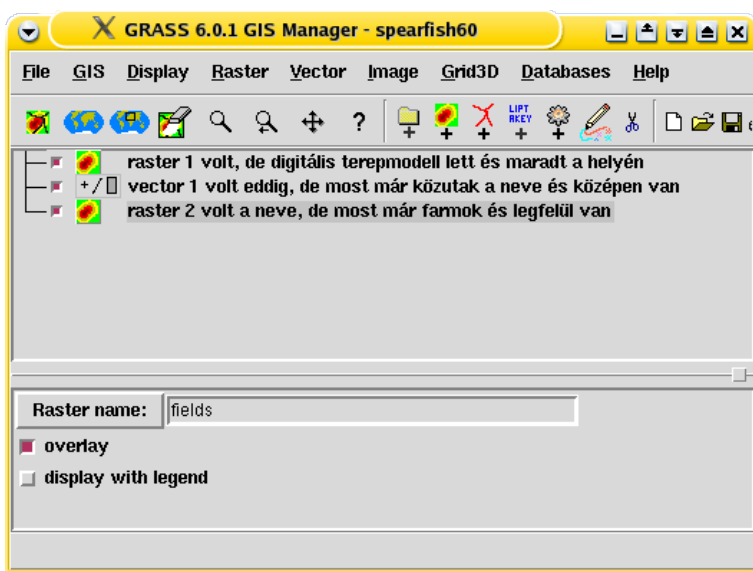 GRASS 6.0.1 GIS Manager - spearfish60
File GIS Display Raster Vector Image Grid3D Databases Help
?
raster 1 volt, de digitális terepmodell lett és maradt a helyén
vector 1 volt eddig, de most már közutak a neve és középen van
raster 2 volt a neve, de most már farmok és legfelül van
Raster name: fields
overlay
display with legend